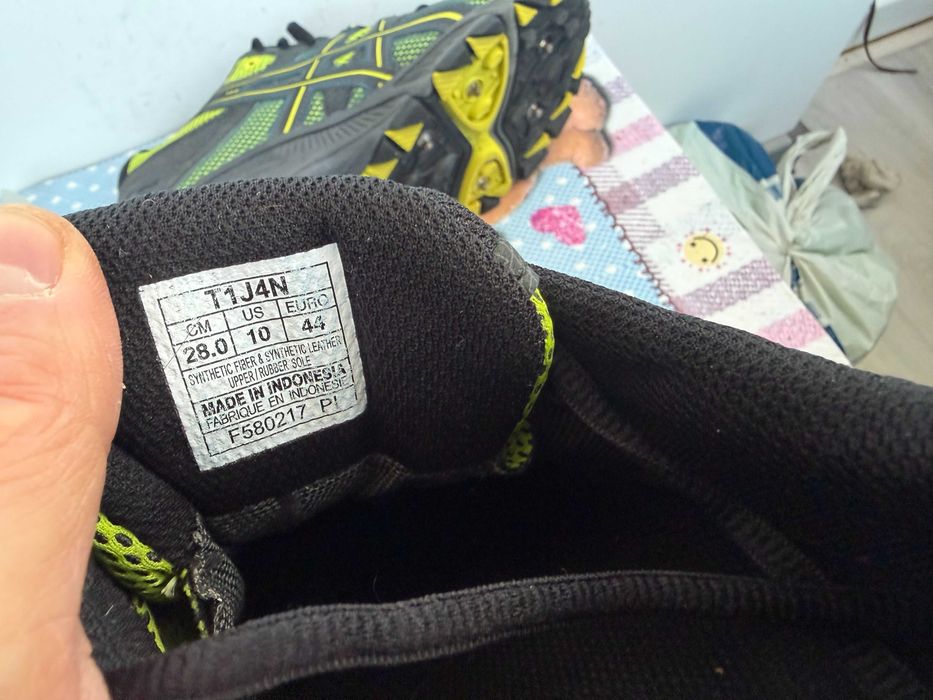 T1J4N
CM US EURO
28.0 10 44
SYNTHETIC FIBER & SYNTHETIC LEATHER
UPPER / RUBBER SOLE
MADE IN INDONESIA
FABRIQUE EN INDONESIE
F580217 P1